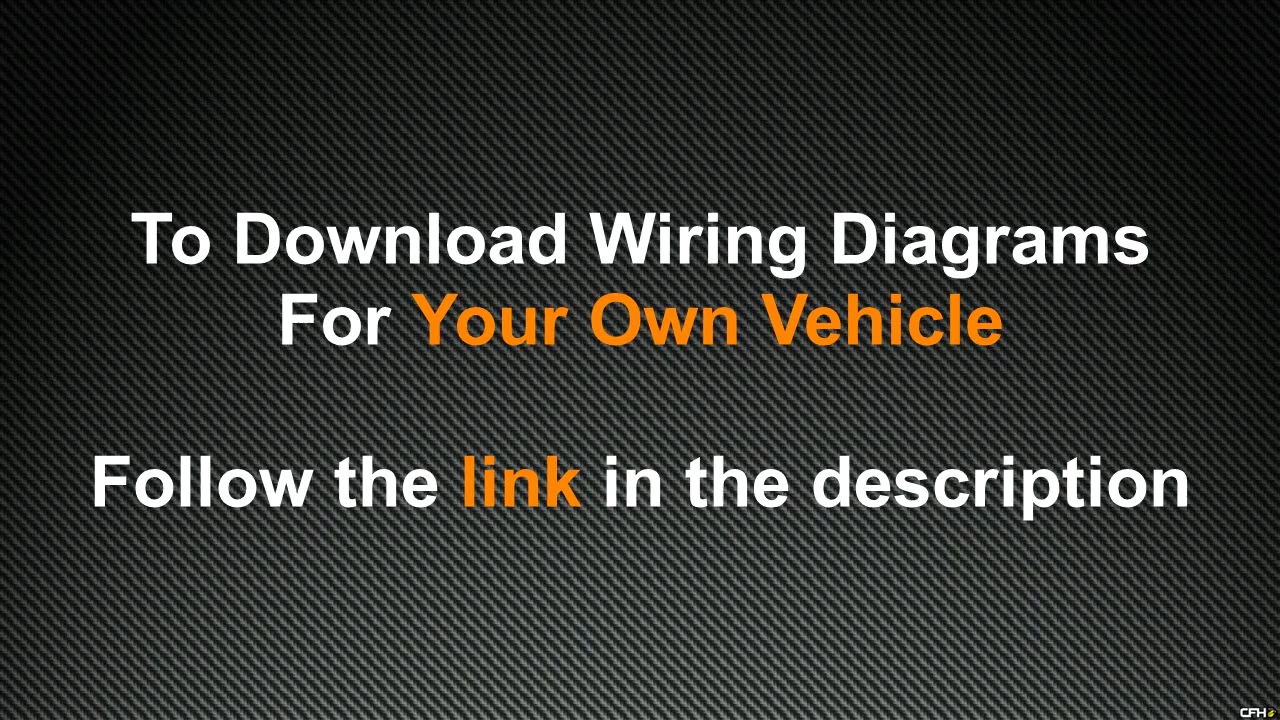 To Download Wiring Diagrams
For Your Own Vehicle
Follow the link in the description
CFH